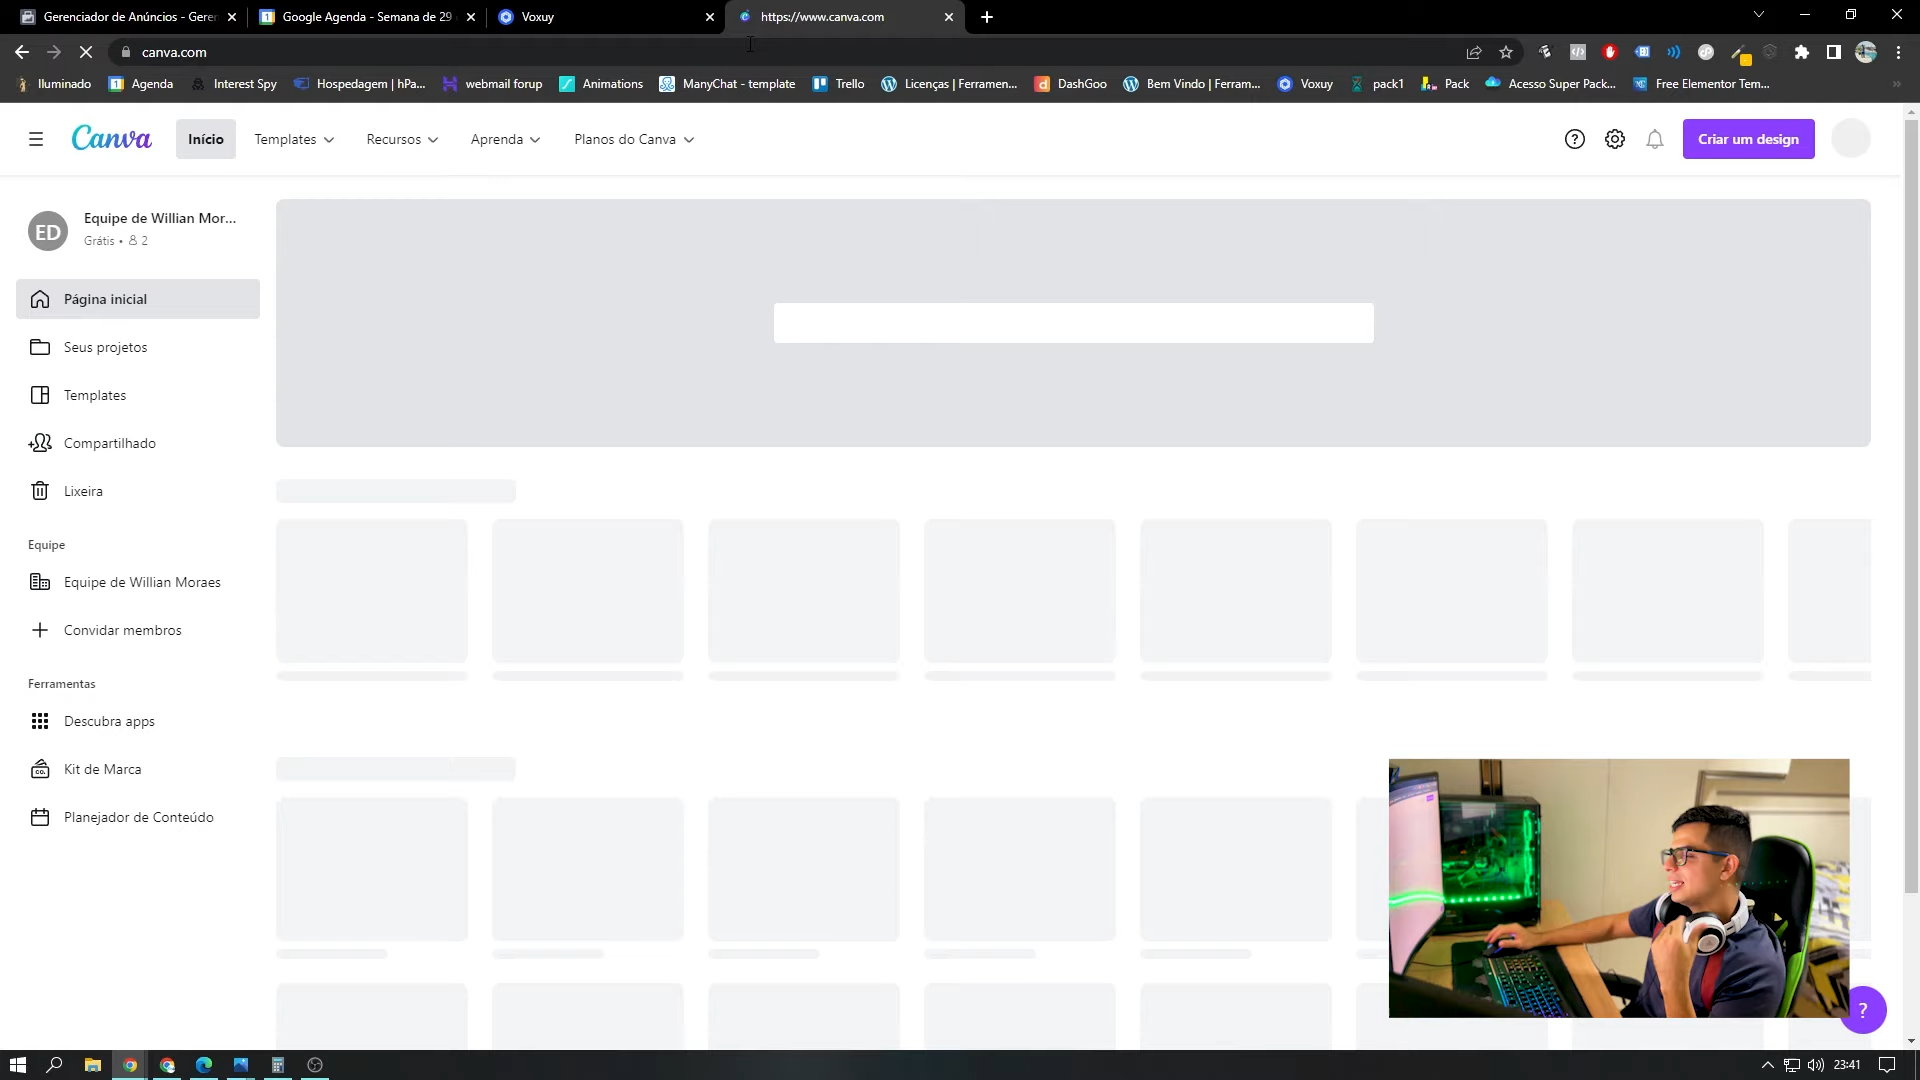 Gerenciador de Anúncios - Geren
Google Agenda - Semana de 29
Voxuy
https://www.canva.com
canva.com
Iluminado
Agenda
Interest Spy
Hospedagem | hPa...
webmail forup
Animations
ManyChat - template
Trello
Licenças | Ferramen...
DashGoo
Bem Vindo | Ferram...
Voxuy
pack1
Pack
Acesso Super Pack...
Free Elementor Tem...
Canva
Início
Templates
Recursos
Aprenda
Planos do Canva
Criar um design
ED
Equipe de Willian Mor...
Grátis • 2
Página inicial
Seus projetos
Templates
Compartilhado
Lixeira
Equipe
Equipe de Willian Moraes
Convidar membros
Ferramentas
Descubra apps
Kit de Marca
Planejador de Conteúdo
?
23:41